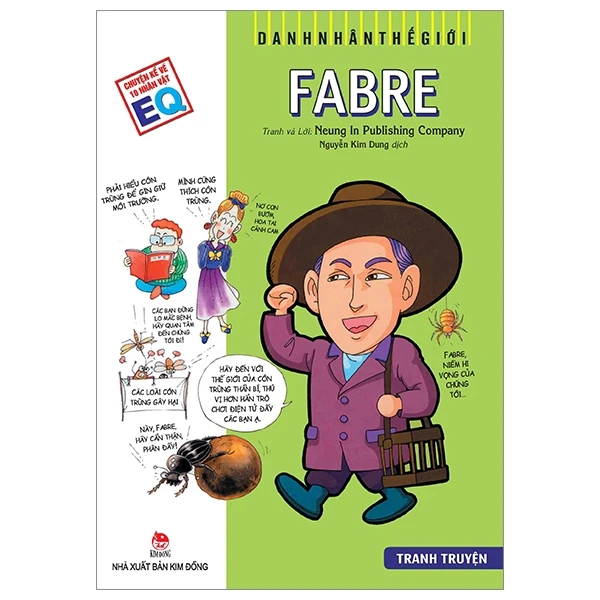 DANH NHÂN THẾ GIỚI
CHUYỆN KỂ VỀ
10 NHÂN VẬT
EQ
FABRE
Tranh và Lời: Neung In Publishing Company
Nguyễn Kim Dung dịch
PHẢI HIỂU CÔN
TRÙNG ĐỂ GÌN GIỮ
MÔI TRƯỜNG.
MÌNH CŨNG
THÍCH CÔN
TRÙNG.
NƠ CON
BƯỚM,
HOA TAI
CÁNH CAM
CÁC BẠN ĐỪNG
LO MẮC BỆNH,
HÃY QUAN TÂM
ĐẾN CHÚNG
TỚI ĐI!
CÁC LOÀI CÔN
TRÙNG GÂY HẠI
HÃY ĐẾN VỚI
THẾ GIỚI CỦA CÔN
TRÙNG THẦN BÍ, THÚ
VỊ HƠN HẲN TRÒ
CHƠI ĐIỆN TỬ ĐẤY
CÁC BẠN Ạ.
FABRE,
NIỀM HI
VỌNG CỦA
CHÚNG
TÔI...
NÀY, FABRE,
HÃY CẨN THẬN,
PHÂN ĐẤY!
KIM ĐỒNG
NHÀ XUẤT BẢN KIM ĐỒNG
TRANH TRUYỆN